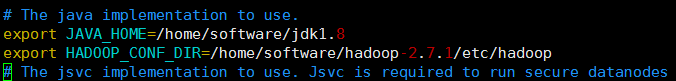 # The java implementation to use.
export JAVA_HOME=/home/software/jdk1.8
export HADOOP_CONF_DIR=/home/software/hadoop-2.7.1/etc/hadoop
# The jsvc implementation to use. Jsvc is required to run secure datanodes